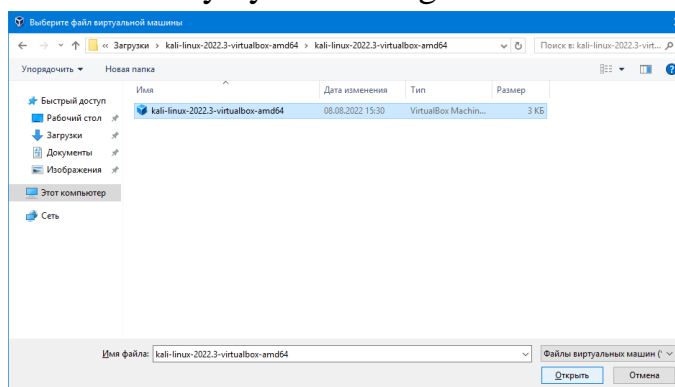 Выберите файл виртуальной машины
« Загрузки > kali-linux-2022.3-virtualbox-amd64 > kali-linux-2022.3-virtualbox-amd64
Поиск в: kali-linux-2022.3-virt...
Упорядочить Новая папка
Имя Дата изменения Тип Размер
Быстрый доступ
kali-linux-2022.3-virtualbox-amd64 08.08.2022 15:30 VirtualBox Machin... 3 КБ
Рабочий стол
Загрузки
Документы
Изображения
Этот компьютер
Сеть
Имя файла: kali-linux-2022.3-virtualbox-amd64 Файлы виртуальных машин (*
Открыть Отмена